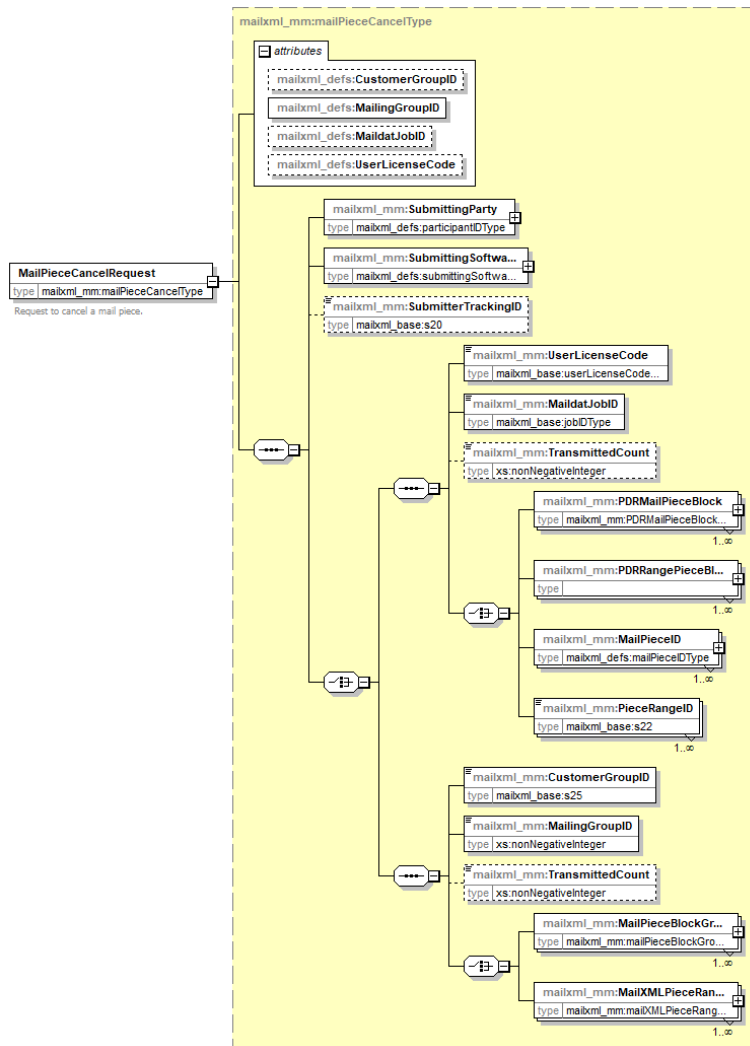 mailxml_mm:mailPieceCancelType
attributes
mailxml_defs:CustomerGroupID
mailxml_defs:MailingGroupID
mailxml_defs:MaildatJobID
mailxml_defs:UserLicenseCode
MailPieceCancelRequest
type mailxml_mm:mailPieceCancelType
Request to cancel a mail piece.
mailxml_mm:SubmittingParty
type mailxml_defs:participantIDType
mailxml_mm:SubmittingSoftwa...
type mailxml_defs:submittingSoftwa...
mailxml_mm:SubmitterTrackingID
type mailxml_base:s20
mailxml_mm:UserLicenseCode
type mailxml_base:userLicenseCode...
mailxml_mm:MaildatJobID
type mailxml_base:jobIDType
mailxml_mm:TransmittedCount
type xs:nonNegativeInteger
mailxml_mm:PDRMailPieceBlock
type mailxml_mm:PDRMailPieceBlock...
1..∞
mailxml_mm:PDRRangePieceBl...
type
1..∞
mailxml_mm:MailPieceID
type mailxml_defs:mailPieceIDType
1..∞
mailxml_mm:PieceRangeID
type mailxml_base:s22
1..∞
mailxml_mm:CustomerGroupID
type mailxml_base:s25
mailxml_mm:MailingGroupID
type xs:nonNegativeInteger
mailxml_mm:TransmittedCount
type xs:nonNegativeInteger
mailxml_mm:MailPieceBlockGr...
type mailxml_mm:mailPieceBlockGro...
1..∞
mailxml_mm:MailXMLPieceRan...
type mailxml_mm:mailXMLPieceRang...
1..∞